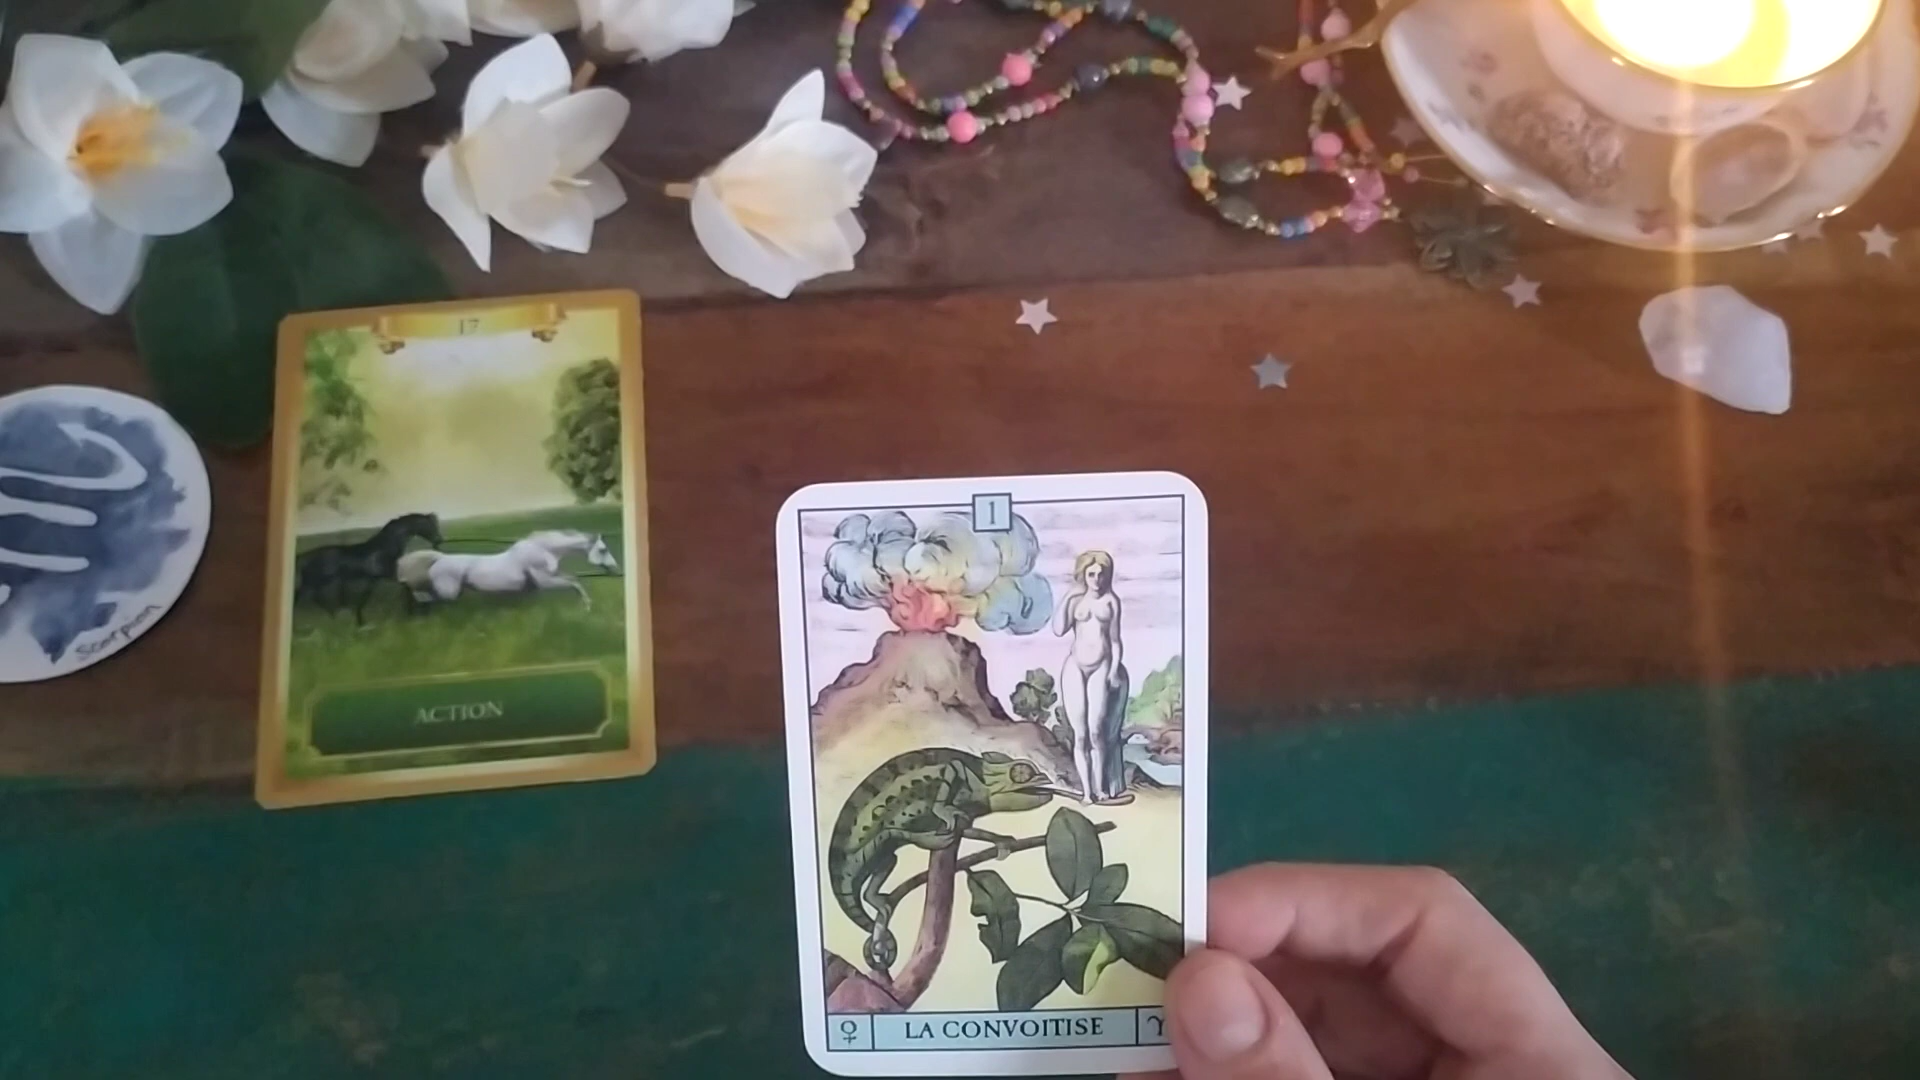 17
ACTION
Scorpion
1
♀ LA CONVOITISE ♈